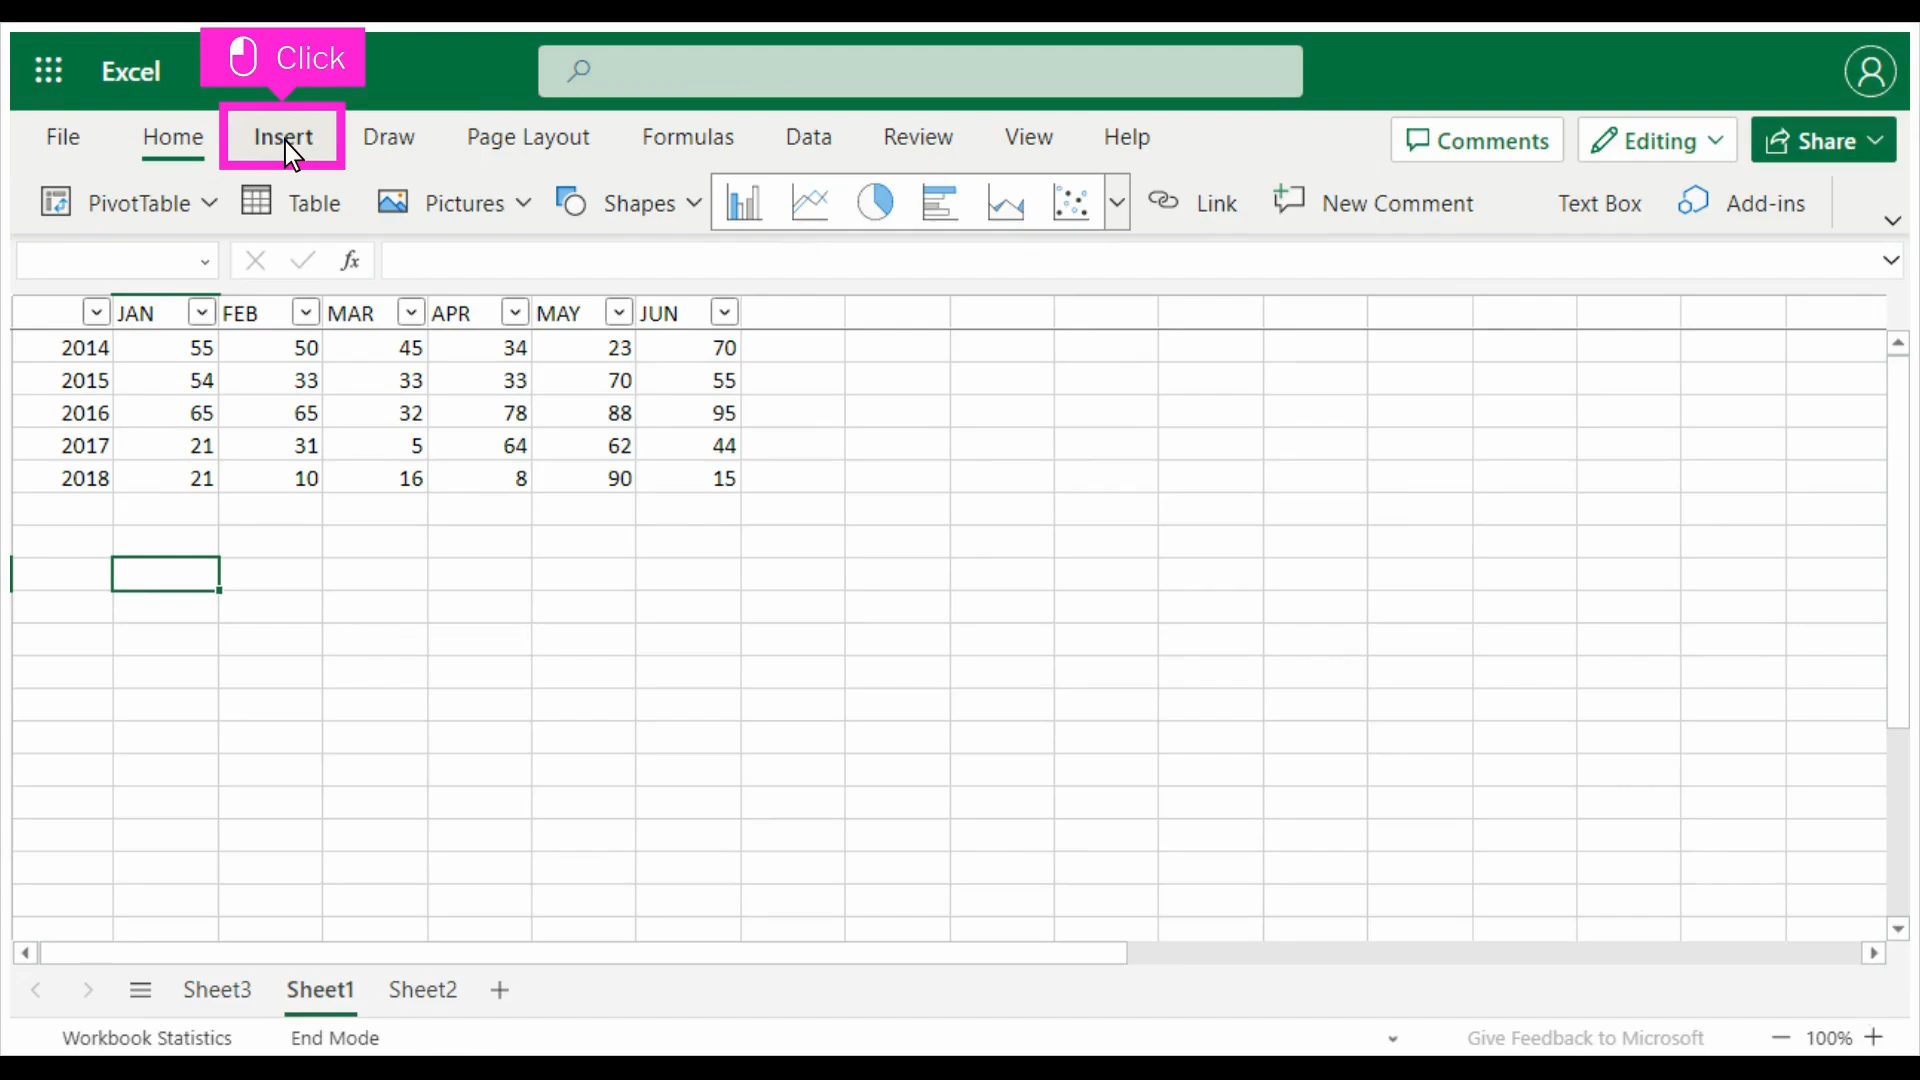 Click
Excel
File Home Insert Draw Page Layout Formulas Data Review View Help Comments Editing Share
PivotTable Table Pictures Shapes Link New Comment Text Box Add-ins
fx
JAN FEB MAR APR MAY JUN
2014 55 50 45 34 23 70
2015 54 33 33 33 70 55
2016 65 65 32 78 88 95
2017 21 31 5 64 62 44
2018 21 10 16 8 90 15
Sheet3 Sheet1 Sheet2
Workbook Statistics End Mode Give Feedback to Microsoft 100%